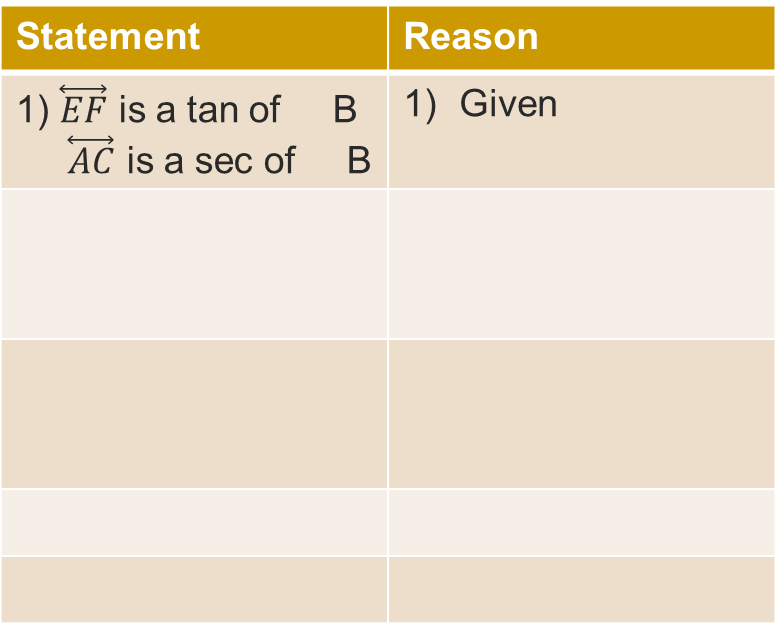 Statement
Reason
1) \overleftrightarrow{EF} is a tan of B
\overleftrightarrow{AC} is a sec of B
1) Given